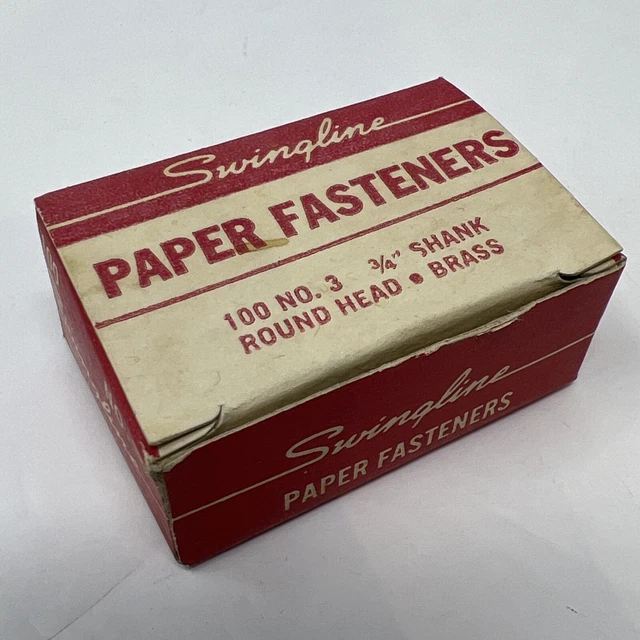 Swingline
PAPER FASTENERS
100 NO. 3 3/4" SHANK
ROUND HEAD • BRASS
Swingline
PAPER FASTENERS